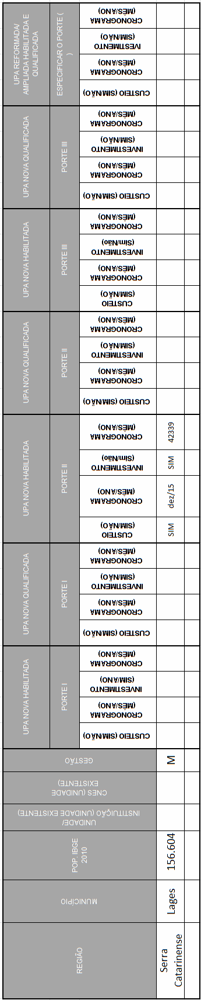 REGIÃO
MUNICÍPIO
POP. IBGE
2010
UNIDADE/
INSTITUIÇÃO (UNIDADE EXISTENTE)
CNES (UNIDADE
EXISTENTE)
GESTÃO
UPA NOVA HABILITADA
PORTE I
CUSTEIO (SIM/NÃO)
CRONOGRAMA
(MÊS/ANO)
INVESTIMENTO
(SIM/ANO)
CRONOGRAMA
(MÊS/ANO)
UPA NOVA QUALIFICADA
PORTE I
CUSTEIO (SIM/NÃO)
CRONOGRAMA
(MÊS/ANO)
INVESTIMENTO
(SIM/NÃO)
CRONOGRAMA
(MÊS/ANO)
UPA NOVA HABILITADA
PORTE II
CUSTEIO
(SIM/NÃO)
CRONOGRAMA
(MÊS/ANO)
INVESTIMENTO
(Sim/Não)
CRONOGRAMA
(MÊS/ANO)
UPA NOVA QUALIFICADA
PORTE II
CUSTEIO (SIM/NÃO)
CRONOGRAMA
(MÊS/ANO)
INVESTIMENTO
(SIM/NÃO)
CRONOGRAMA
(MÊS/ANO)
UPA NOVA HABILITADA
PORTE III
CUSTEIO
(SIM/NÃO)
CRONOGRAMA
(MÊS/ANO)
INVESTIMENTO
(Sim/Não)
CRONOGRAMA
(MÊS/ANO)
UPA NOVA QUALIFICADA
PORTE III
CUSTEIO (SIM/NÃO)
CRONOGRAMA
(MÊS/ANO)
INVESTIMENTO
(SIM/NÃO)
CRONOGRAMA
(MÊS/ANO)
UPA REFORMADA/
AMPLIADA HABILITADA E
QUALIFICADA
ESPECIFICAR O PORTE (
)
CUSTEIO (SIM/NÃO)
CRONOGRAMA
(MÊS/ANO)
IVESTIMENTO
(SIM/NÃO)
CRONOGRAMA
(MÊS/ANO)
Serra
Catarinense
Lages
156.604
M
SIM
dez/15
SIM
42339